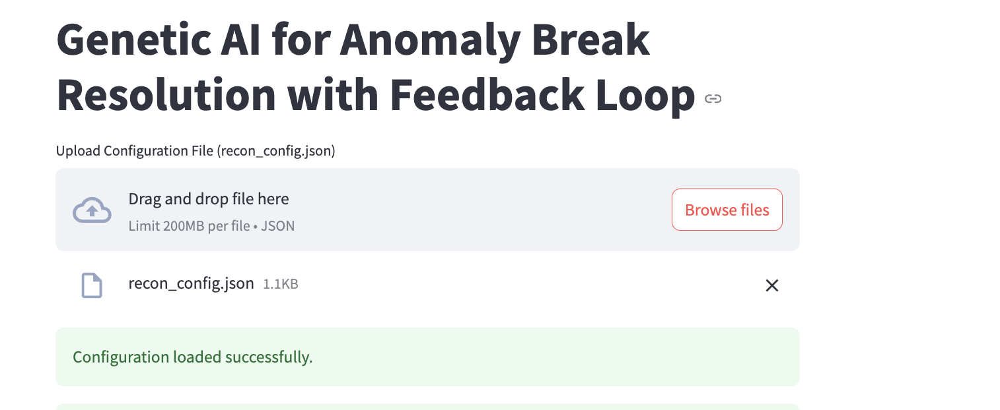 Genetic AI for Anomaly Break
Resolution with Feedback Loop
Upload Configuration File (recon_config.json)
Drag and drop file here
Limit 200MB per file • JSON
Browse files
recon_config.json 1.1KB
Configuration loaded successfully.